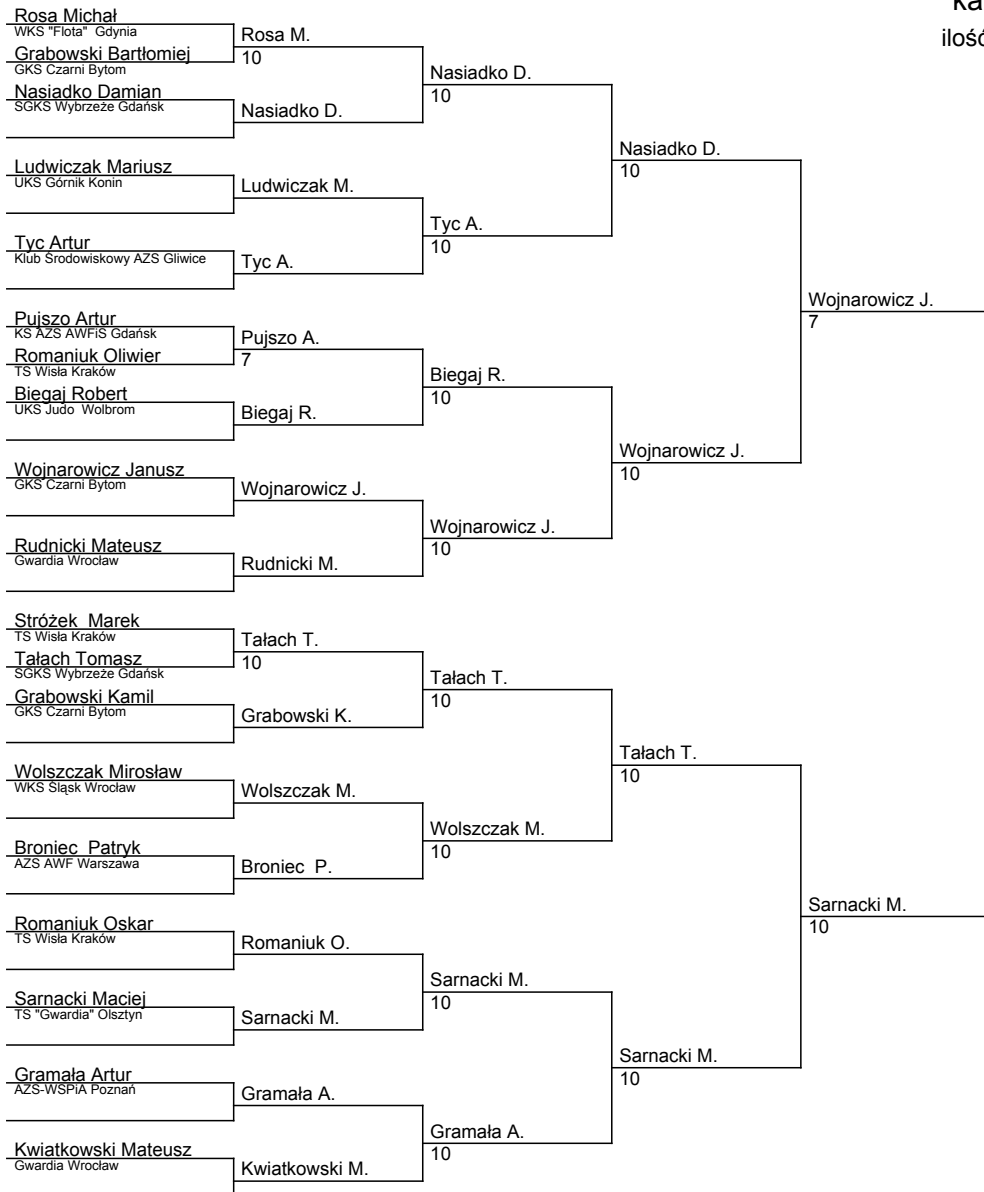 ka
ilość
Rosa Michał
WKS "Flota"  Gdynia
Grabowski Bartłomiej
GKS Czarni Bytom
Nasiadko Damian
SGKS Wybrzeże Gdańsk
Ludwiczak Mariusz
UKS Górnik Konin
Tyc Artur
Klub Środowiskowy AZS Gliwice
Pujszo Artur
KS AZS AWFiS Gdańsk
Romaniuk Oliwier
TS Wisła Kraków
Biegaj Robert
UKS Judo  Wolbrom
Wojnarowicz Janusz
GKS Czarni Bytom
Rudnicki Mateusz
Gwardia Wrocław
Stróżek  Marek
TS Wisła Kraków
Tałach Tomasz
SGKS Wybrzeże Gdańsk
Grabowski Kamil
GKS Czarni Bytom
Wolszczak Mirosław
WKS Śląsk Wrocław
Broniec  Patryk
AZS AWF Warszawa
Romaniuk Oskar
TS Wisła Kraków
Sarnacki Maciej
TS "Gwardia" Olsztyn
Gramała Artur
AZS-WSPiA Poznań
Kwiatkowski Mateusz
Gwardia Wrocław
Rosa M.
10
Nasiadko D.
Ludwiczak M.
Tyc A.
Pujszo A.
7
Biegaj R.
Wojnarowicz J.
Rudnicki M.
Tałach T.
10
Grabowski K.
Wolszczak M.
Broniec  P.
Romaniuk O.
Sarnacki M.
Gramała A.
Kwiatkowski M.
Nasiadko D.
10
Tyc A.
10
Biegaj R.
10
Wojnarowicz J.
10
Tałach T.
10
Wolszczak M.
10
Sarnacki M.
10
Gramała A.
10
Nasiadko D.
10
Wojnarowicz J.
10
Tałach T.
10
Sarnacki M.
10
Wojnarowicz J.
7
Sarnacki M.
10